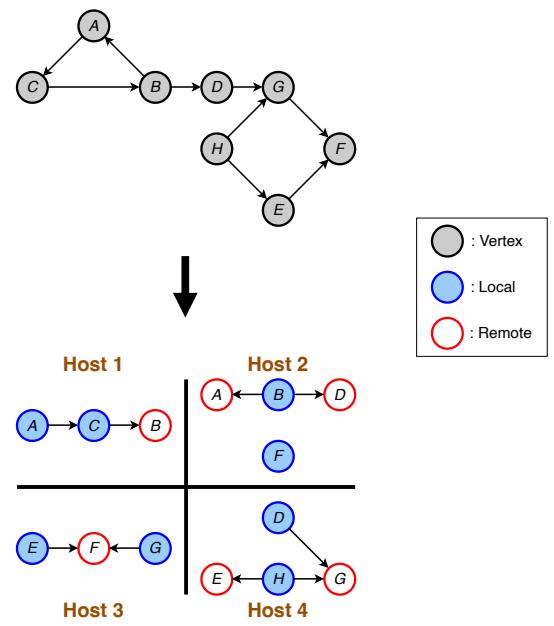 A
C
B
D
G
H
F
E
: Vertex
: Local
: Remote
Host 1
Host 2
A
B
D
A
C
B
F
D
E
F
G
E
H
G
Host 3
Host 4